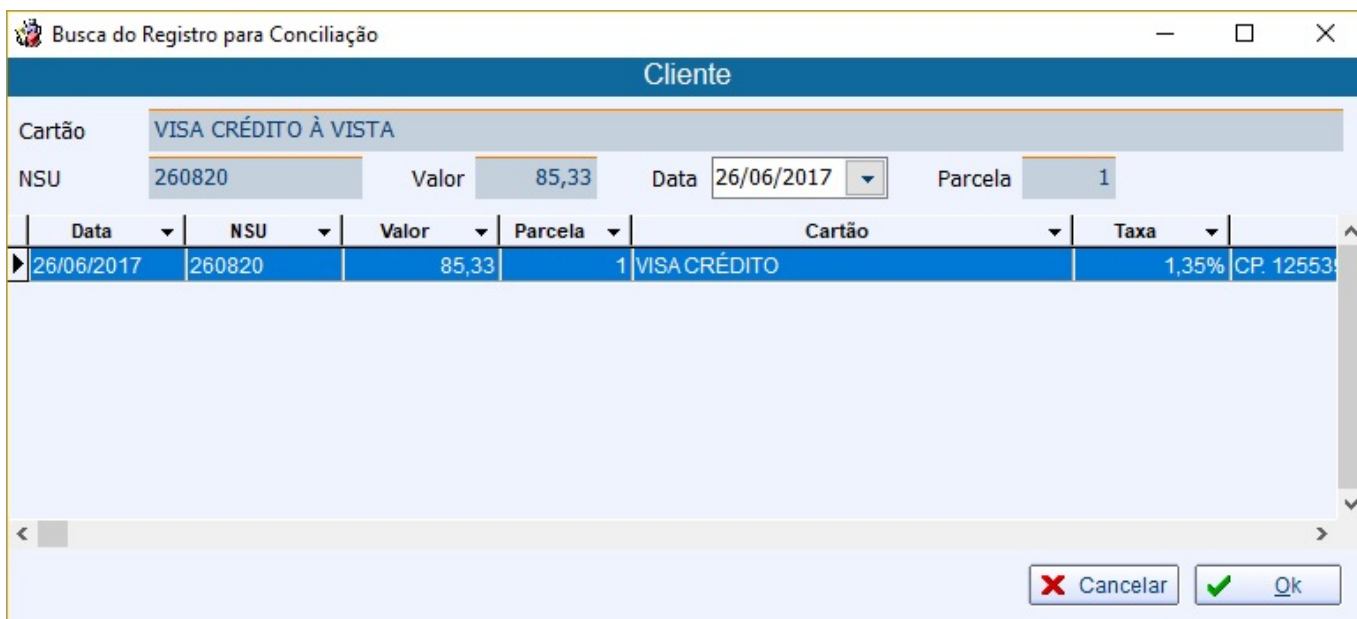 Busca do Registro para Conciliação
Cliente
Cartão VISA CRÉDITO À VISTA
NSU 260820 Valor 85,33 Data 26/06/2017 Parcela 1
Data NSU Valor Parcela Cartão Taxa
26/06/2017 260820 85,33 1 VISA CRÉDITO 1,35% CP. 12553
Cancelar Ok